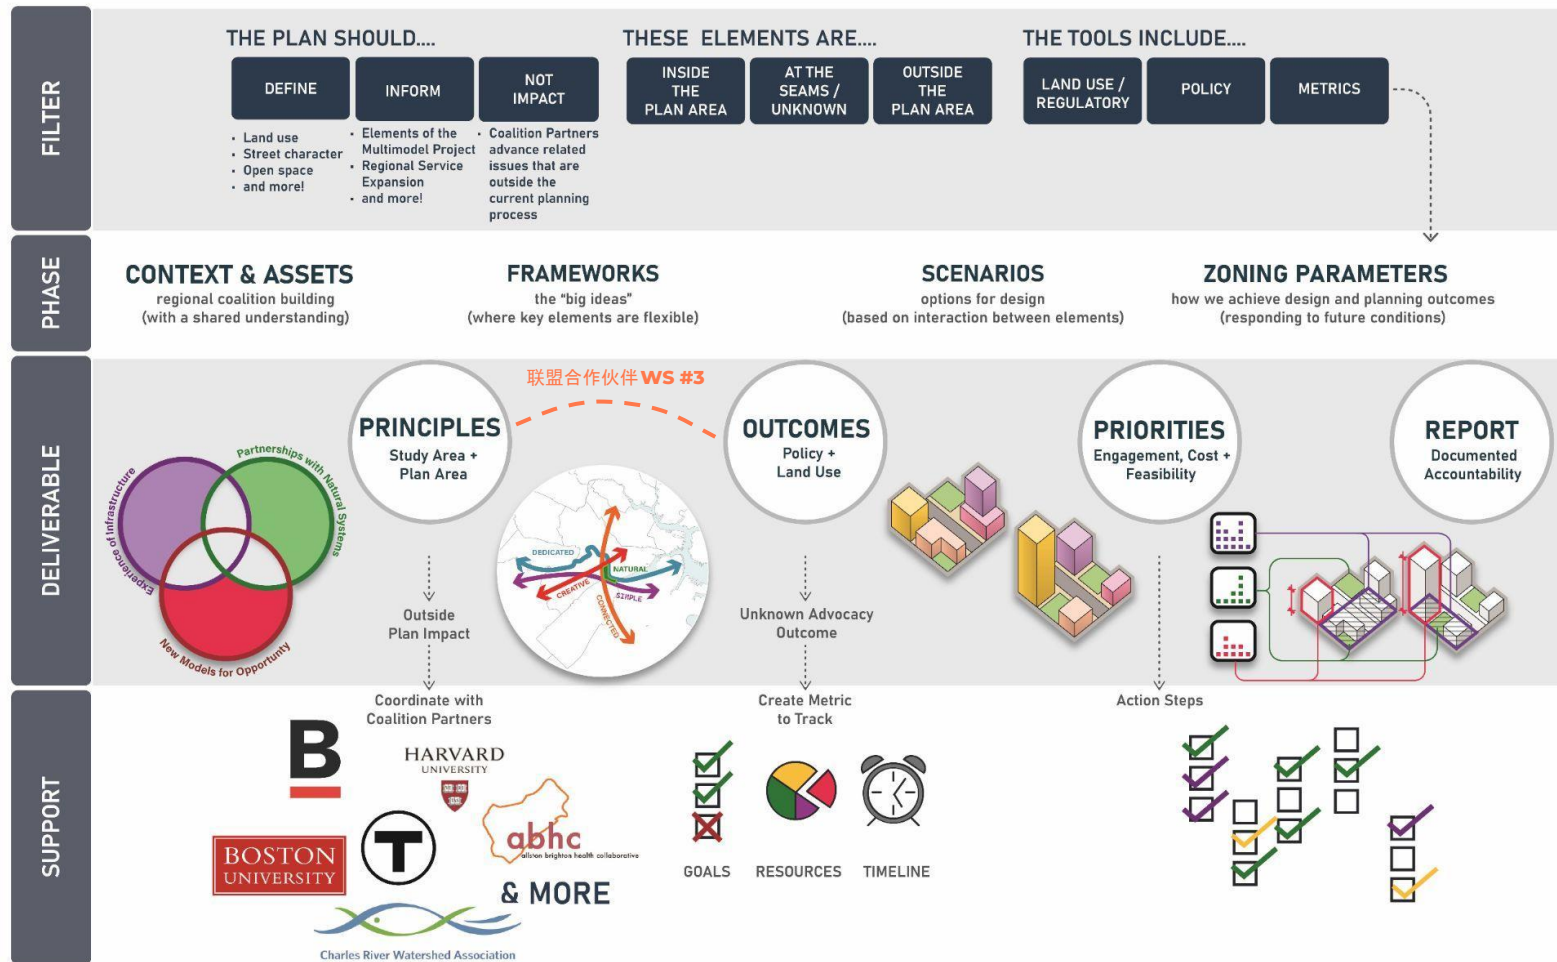 FILTER
THE PLAN SHOULD....
DEFINE
INFORM
NOT
IMPACT
• Land use
• Street character
• Open space
• and more!
• Elements of the
Multimodel Project
• Regional Service
Expansion
• and more!
• Coalition Partners
advance related
issues that are
outside the
current planning
process
THESE ELEMENTS ARE....
INSIDE
THE
PLAN AREA
AT THE
SEAMS /
UNKNOWN
OUTSIDE
THE
PLAN AREA
THE TOOLS INCLUDE....
LAND USE /
REGULATORY
POLICY
METRICS
PHASE
CONTEXT & ASSETS
regional coalition building
(with a shared understanding)
FRAMEWORKS
the “big ideas”
(where key elements are flexible)
SCENARIOS
options for design
(based on interaction between elements)
ZONING PARAMETERS
how we achieve design and planning outcomes
(responding to future conditions)
DELIVERABLE
Experience of Infrastructure
Partnerships with Natural Systems
New Models for Opportunty
PRINCIPLES
Study Area +
Plan Area
Outside
Plan Impact
联盟合作伙伴 WS #3
DEDICATED
NATURAL
CREATIVE
SIMPLE
CONNECTED
OUTCOMES
Policy +
Land Use
Unknown Advocacy
Outcome
PRIORITIES
Engagement, Cost +
Feasibility
REPORT
Documented
Accountability
SUPPORT
Coordinate with
Coalition Partners
B
HARVARD
UNIVERSITY
BOSTON
UNIVERSITY
T
abhc
allston brighton health collaborative
& MORE
Charles River Watershed Association
Create Metric
to Track
GOALS
RESOURCES
TIMELINE
Action Steps